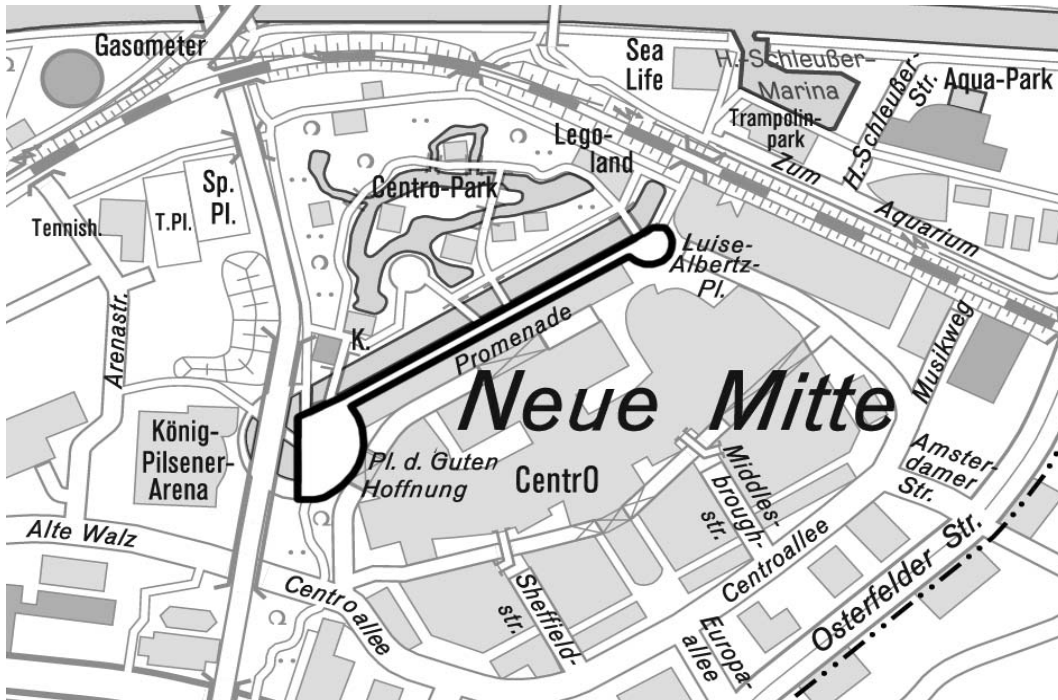 Gasometer
Sea
Life
H.-Schleußer-
Marina
H.-Schleußer-
Str.
Aqua-Park
Trampolin-
park
Lego-
land
Zum
Aquarium
Centro-Park
Sp.
Pl.
T.Pl.
Tennish.
Luise-
Albertz-
Pl.
Arenastr.
K.
Promenade
Musikweg
Neue Mitte
König-
Pilsener-
Arena
Pl. d. Guten
Hoffnung
CentrO
Middles-
brough-
str.
Amster-
damer
Str.
Alte Walz
Centroallee
Sheffield-
str.
Centroallee
Europa-
allee
Osterfelder Str.